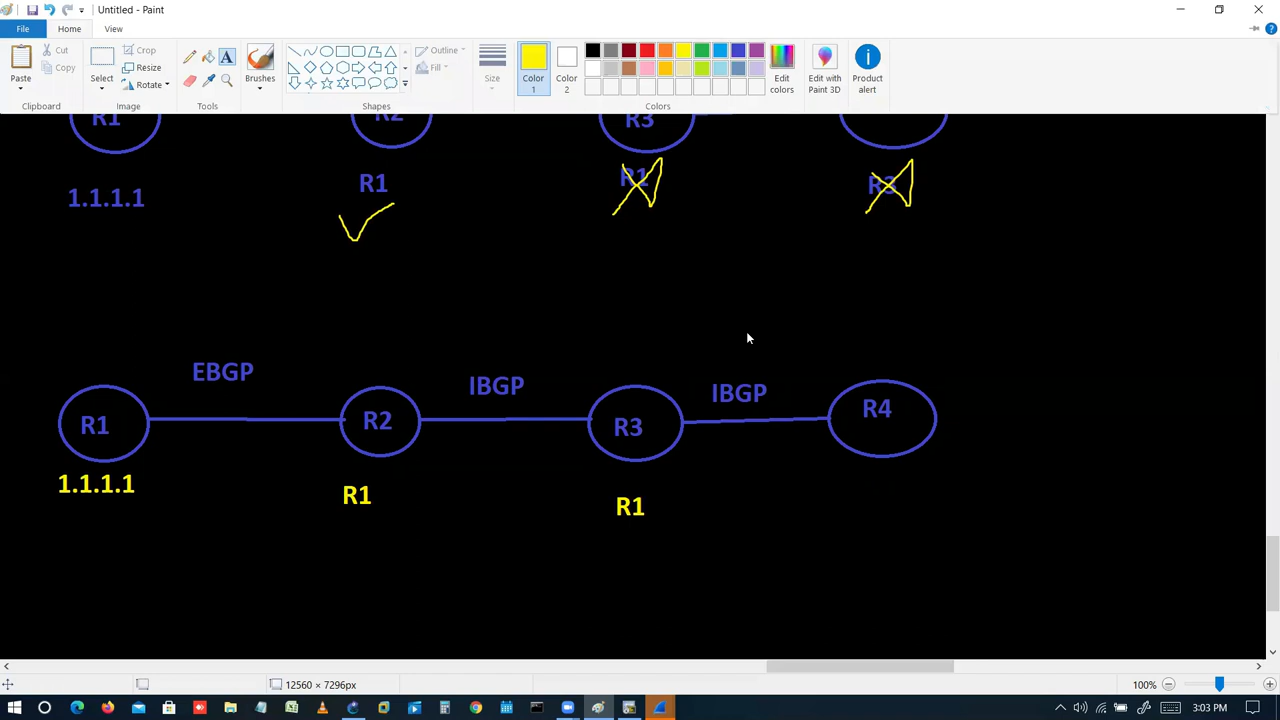 Untitled - Paint
File
Home
View
Paste
Clipboard
Cut
Copy
Select
Crop
Resize
Rotate
Image
Tools
Brushes
Shapes
Outline
Fill
Size
Color 1
Color 2
Colors
Edit colors
Edit with Paint 3D
Product alert
R1
R2
R3
1.1.1.1
R1
R1
R3
EBGP
IBGP
IBGP
R1
R2
R3
R4
1.1.1.1
R1
R1
12560 × 7296px
100%
3:03 PM